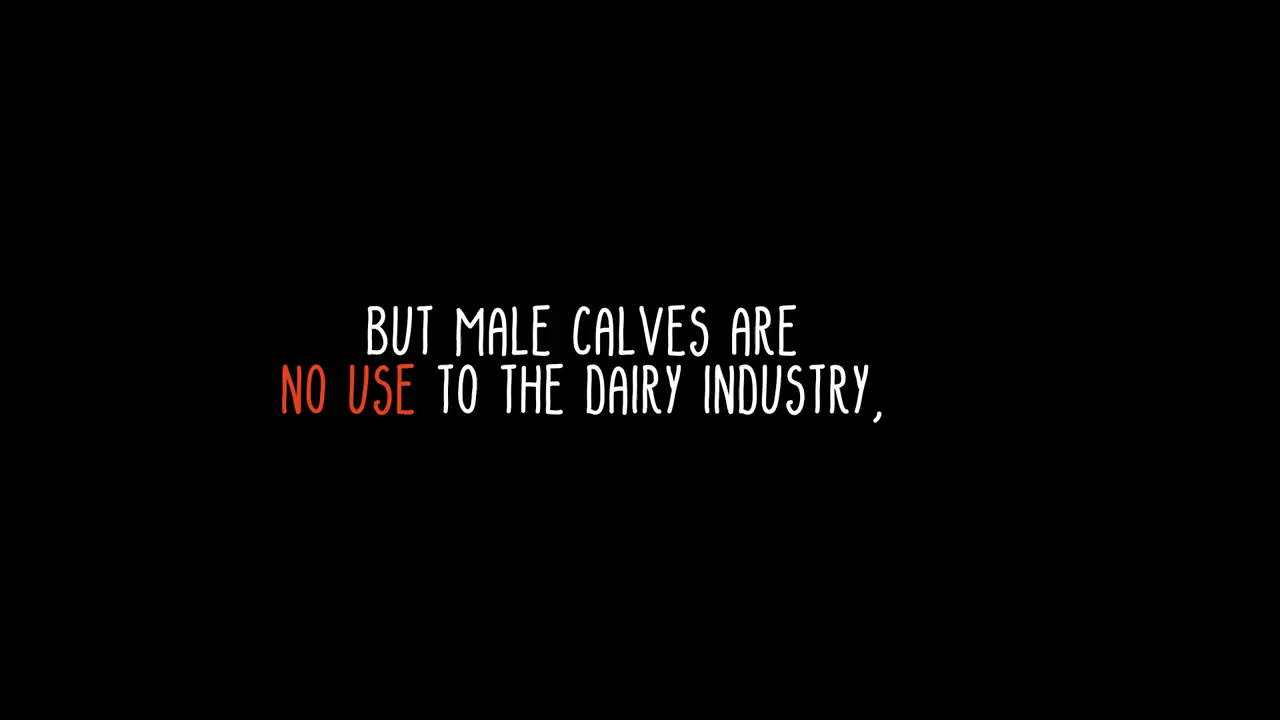 BUT MALE CALVES ARE
NO USE TO THE DAIRY INDUSTRY,